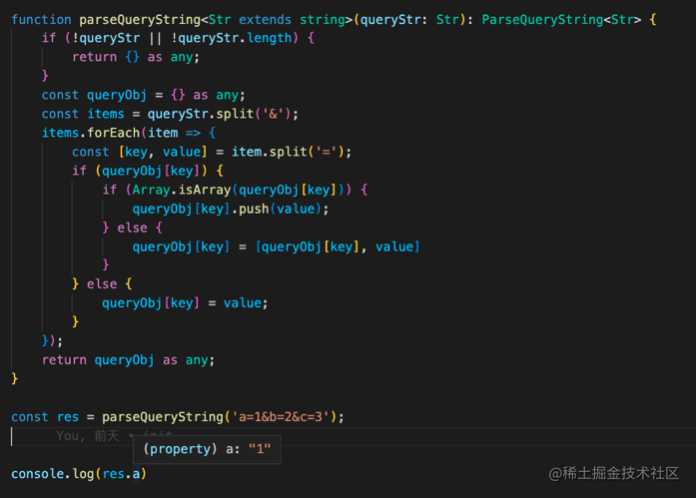 function parseQueryString<Str extends string>(queryStr: Str): ParseQueryString<Str> {
    if (!queryStr || !queryStr.length) {
        return {} as any;
    }
    const queryObj = {} as any;
    const items = queryStr.split('&');
    items.forEach(item => {
        const [key, value] = item.split('=');
        if (queryObj[key]) {
            if (Array.isArray(queryObj[key])) {
                queryObj[key].push(value);
            } else {
                queryObj[key] = [queryObj[key], value]
            }
        } else {
            queryObj[key] = value;
        }
    });
    return queryObj as any;
}
const res = parseQueryString('a=1&b=2&c=3');
You, 前天 • init
(property) a: "1"
console.log(res.a)
@稀土掘金技术社区